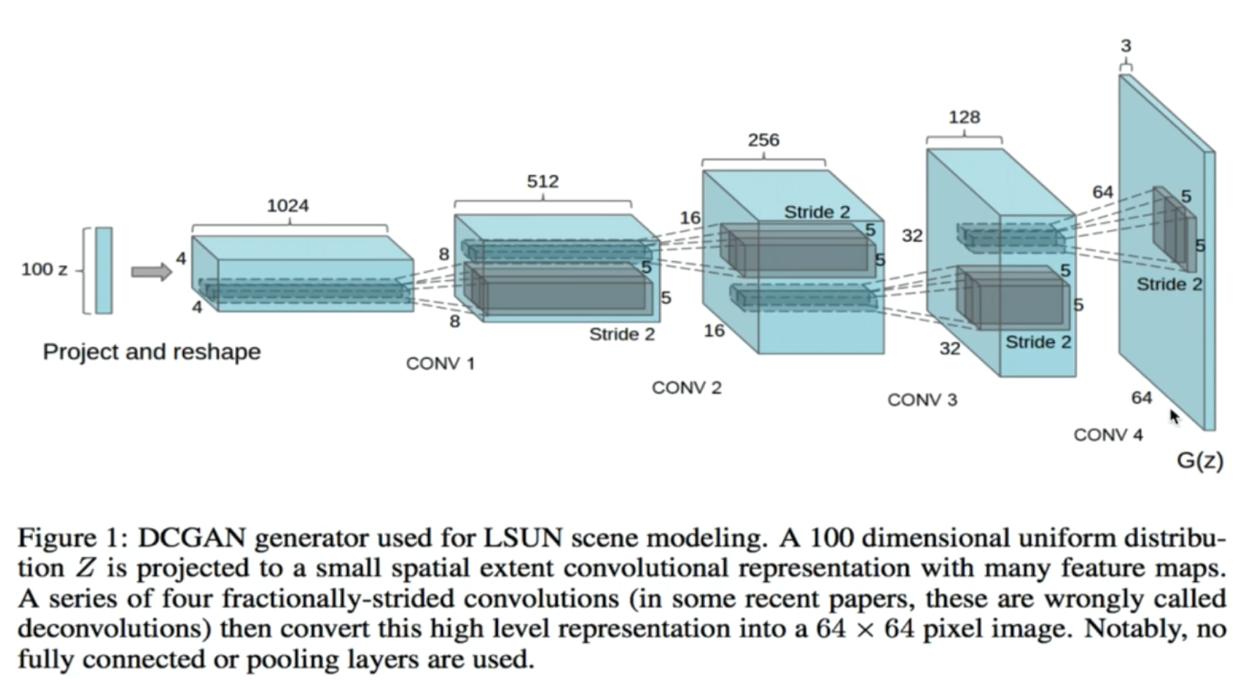 3
128
256
512
1024
64
5
5
Stride 2
16
Stride 2
5
5
32
8
4
5
5
100 z
5
5
4
8
Stride 2
16
Stride 2
32
Project and reshape
CONV 1
CONV 2
CONV 3
64
CONV 4
G(z)
Figure 1: DCGAN generator used for LSUN scene modeling. A 100 dimensional uniform distribu-
tion Z is projected to a small spatial extent convolutional representation with many feature maps.
A series of four fractionally-strided convolutions (in some recent papers, these are wrongly called
deconvolutions) then convert this high level representation into a 64 × 64 pixel image. Notably, no
fully connected or pooling layers are used.